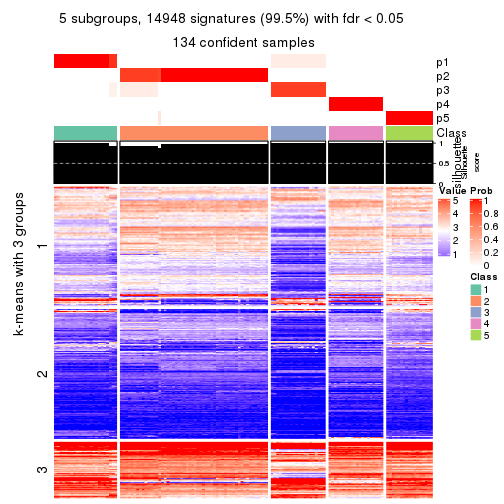 5 subgroups, 14948 signatures (99.5%) with fdr < 0.05
134 confident samples
p1
p2
p3
p4
p5
Class
1
0.5
0
silhouette
Silhouette
score
k-means with 3 groups
1
2
3
Value
5
4
3
2
1
Prob
1
0.8
0.6
0.4
0.2
0
Class
1
2
3
4
5